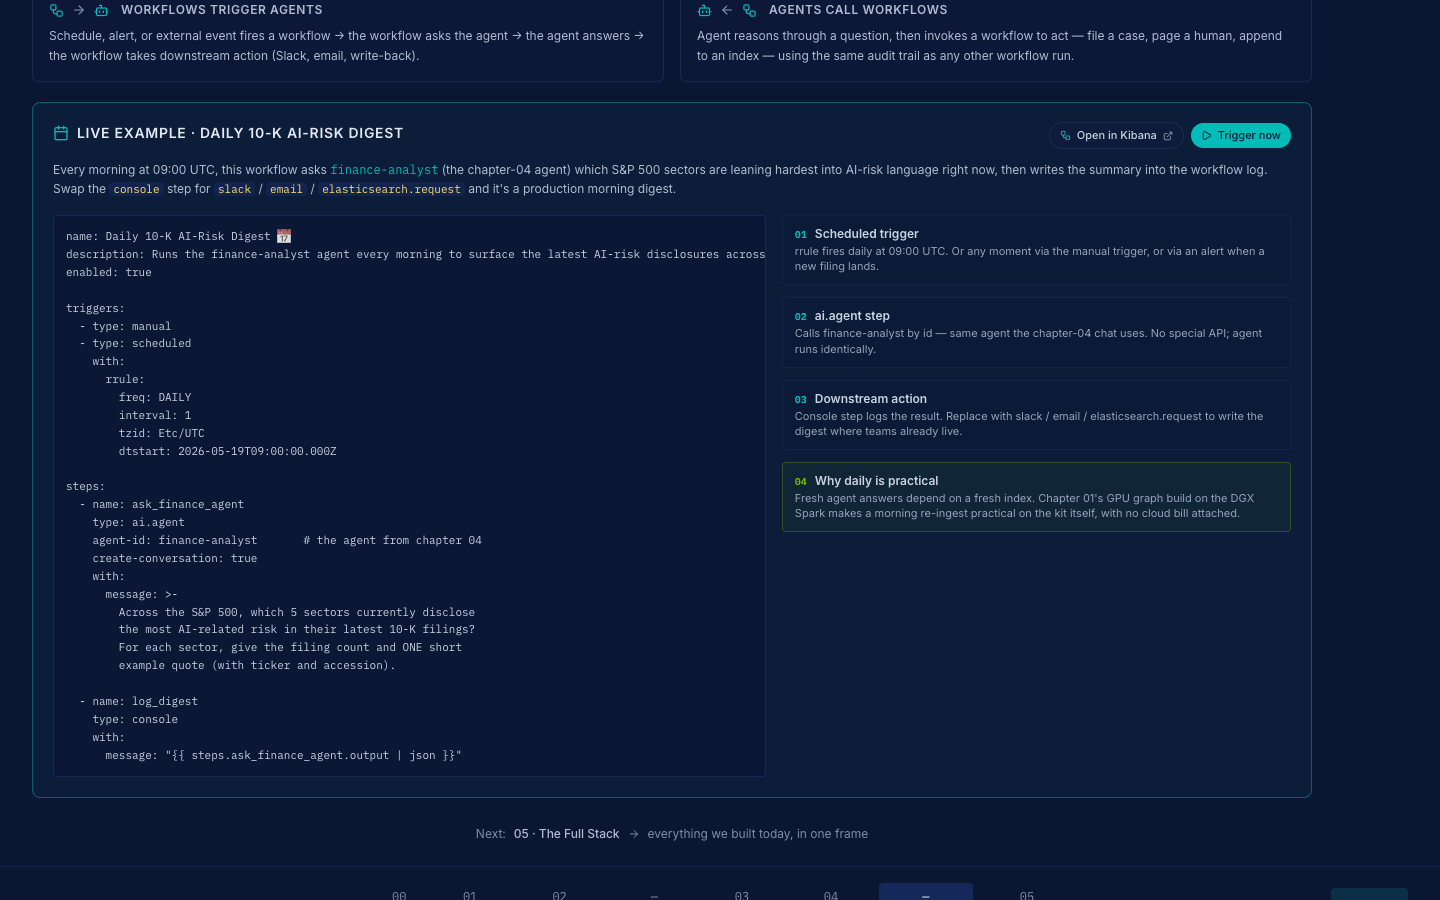 WORKFLOWS TRIGGER AGENTS
Schedule, alert, or external event fires a workflow → the workflow asks the agent → the agent answers →
the workflow takes downstream action (Slack, email, write-back).
AGENTS CALL WORKFLOWS
Agent reasons through a question, then invokes a workflow to act — file a case, page a human, append
to an index — using the same audit trail as any other workflow run.
LIVE EXAMPLE · DAILY 10-K AI-RISK DIGEST
Open in Kibana
Trigger now
Every morning at 09:00 UTC, this workflow asks finance-analyst (the chapter-04 agent) which S&P 500 sectors are leaning hardest into AI-risk language right now, then writes the summary into the workflow log.
Swap the console step for slack / email / elasticsearch.request and it's a production morning digest.
name: Daily 10-K AI-Risk Digest 📅
description: Runs the finance-analyst agent every morning to surface the latest AI-risk disclosures across
enabled: true
triggers:
- type: manual
- type: scheduled
with:
rrule:
freq: DAILY
interval: 1
tzid: Etc/UTC
dtstart: 2026-05-19T09:00:00.000Z
steps:
- name: ask_finance_agent
type: ai.agent
agent-id: finance-analyst # the agent from chapter 04
create-conversation: true
with:
message: >-
Across the S&P 500, which 5 sectors currently disclose
the most AI-related risk in their latest 10-K filings?
For each sector, give the filing count and ONE short
example quote (with ticker and accession).
- name: log_digest
type: console
with:
message: "{{ steps.ask_finance_agent.output | json }}"
01 Scheduled trigger
rrule fires daily at 09:00 UTC. Or any moment via the manual trigger, or via an alert when a
new filing lands.
02 ai.agent step
Calls finance-analyst by id — same agent the chapter-04 chat uses. No special API; agent
runs identically.
03 Downstream action
Console step logs the result. Replace with slack / email / elasticsearch.request to write the
digest where teams already live.
04 Why daily is practical
Fresh agent answers depend on a fresh index. Chapter 01's GPU graph build on the DGX
Spark makes a morning re-ingest practical on the kit itself, with no cloud bill attached.
Next: 05 · The Full Stack → everything we built today, in one frame
00 01 02 — 03 04 — 05